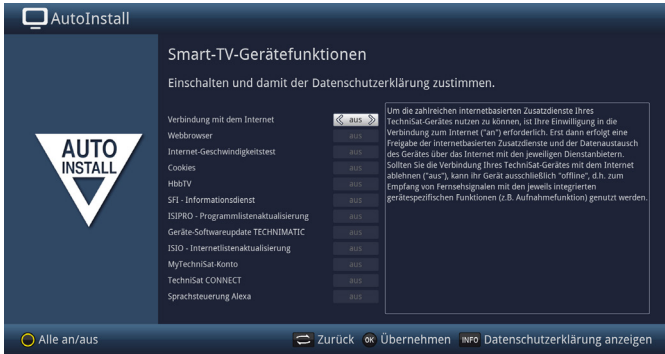 AutoInstall
Smart-TV-Gerätefunktionen
Einschalten und damit der Datenschutzerklärung zustimmen.
AUTO
INSTALL
Verbindung mit dem Internet aus
Webbrowser aus
Internet-Geschwindigkeitstest aus
Cookies aus
HbbTV aus
SFI - Informationsdienst aus
ISIPRO - Programmlistenaktualisierung aus
Geräte-Softwareupdate TECHNIMATIC aus
ISIO - Internetlistenaktualisierung aus
MyTechniSat-Konto aus
TechniSat CONNECT aus
Sprachsteuerung Alexa aus
Um die zahlreichen internetbasierten Zusatzdienste Ihres
TechniSat-Gerätes nutzen zu können, ist Ihre Einwilligung in die
Verbindung zum Internet ("an") erforderlich. Erst dann erfolgt eine
Freigabe der internetbasierten Zusatzdienste und der Datenaustausch
des Gerätes über das Internet mit den jeweiligen Dienstanbietern.
Sollten Sie die Verbindung Ihres TechniSat-Gerätes mit dem Internet
ablehnen ("aus"), kann ihr Gerät ausschließlich "offline", d.h. zum
Empfang von Fernsehsignalen mit den jeweils integrierten
gerätespezifischen Funktionen (z.B. Aufnahmefunktion) genutzt werden.
Alle an/aus
Zurück OK Übernehmen INFO Datenschutzerklärung anzeigen